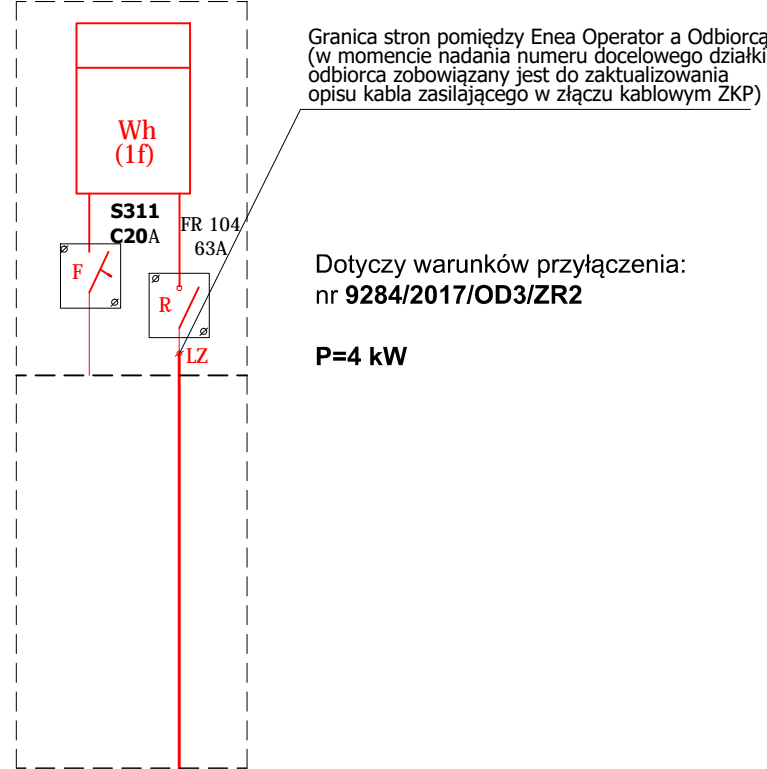 Granica stron pomiędzy Enea Operator a Odbiorcą
(w momencie nadania numeru docelowego działki
odbiorca zobowiązany jest do zaktualizowania
opisu kabla zasilającego w złączu kablowym ZKP)
Wh
(1f)
S311
C20A
FR 104
63A
F
R
LZ
Dotyczy warunków przyłączenia:
nr 9284/2017/OD3/ZR2
P=4 kW